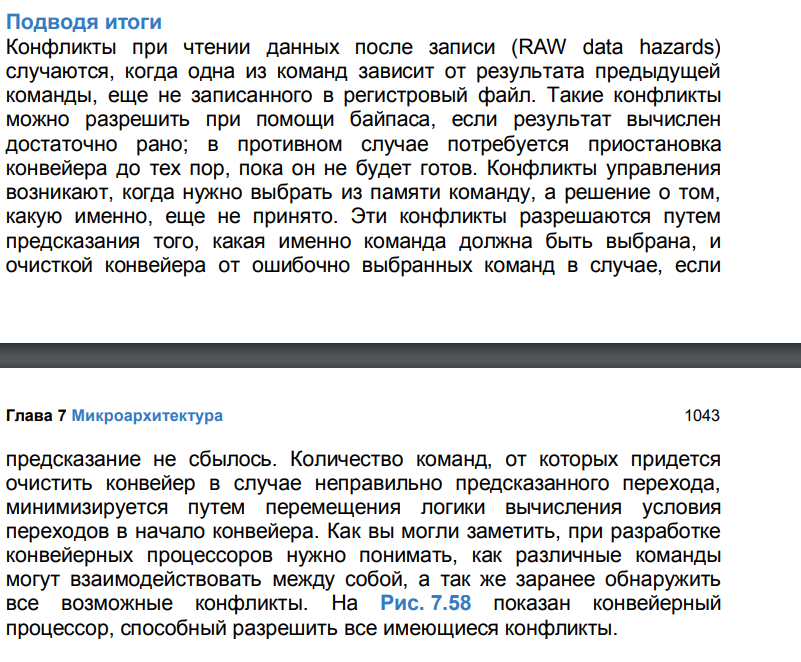 Подводя итоги
Конфликты при чтении данных после записи (RAW data hazards)
случаются, когда одна из команд зависит от результата предыдущей
команды, еще не записанного в регистровый файл. Такие конфликты
можно разрешить при помощи байпаса, если результат вычислен
достаточно рано; в противном случае потребуется приостановка
конвейера до тех пор, пока он не будет готов. Конфликты управления
возникают, когда нужно выбрать из памяти команду, а решение о том,
какую именно, еще не принято. Эти конфликты разрешаются путем
предсказания того, какая именно команда должна быть выбрана, и
очисткой конвейера от ошибочно выбранных команд в случае, если
Глава 7 Микроархитектура 1043
предсказание не сбылось. Количество команд, от которых придется
очистить конвейер в случае неправильно предсказанного перехода,
минимизируется путем перемещения логики вычисления условия
переходов в начало конвейера. Как вы могли заметить, при разработке
конвейерных процессоров нужно понимать, как различные команды
могут взаимодействовать между собой, а так же заранее обнаружить
все возможные конфликты. На Рис. 7.58 показан конвейерный
процессор, способный разрешить все имеющиеся конфликты.